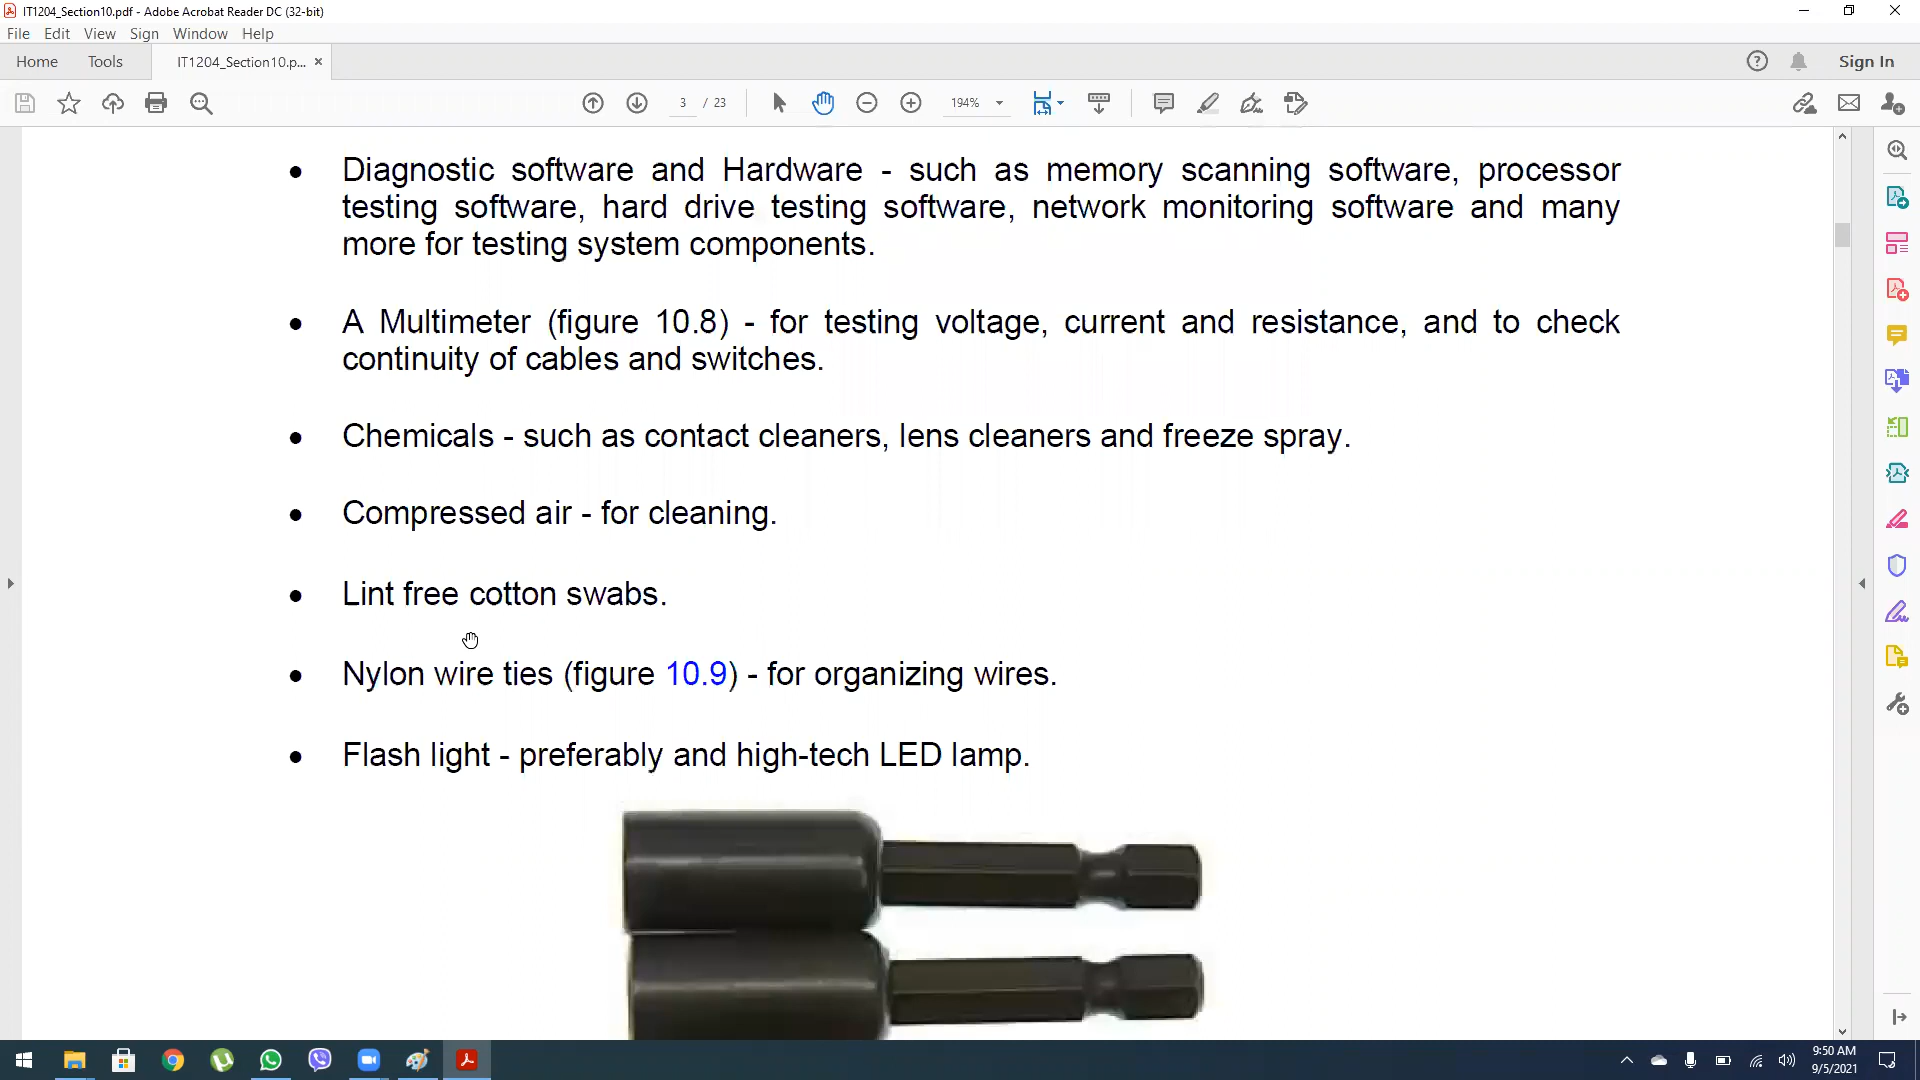 IT1204_Section10.pdf - Adobe Acrobat Reader DC (32-bit)
File Edit View Sign Window Help
Home Tools IT1204_Section10.p... × Sign In
3 / 23 194%
• Diagnostic software and Hardware - such as memory scanning software, processor
testing software, hard drive testing software, network monitoring software and many
more for testing system components.
• A Multimeter (figure 10.8) - for testing voltage, current and resistance, and to check
continuity of cables and switches.
• Chemicals - such as contact cleaners, lens cleaners and freeze spray.
• Compressed air - for cleaning.
• Lint free cotton swabs.
• Nylon wire ties (figure 10.9) - for organizing wires.
• Flash light - preferably and high-tech LED lamp.
9:50 AM
9/5/2021